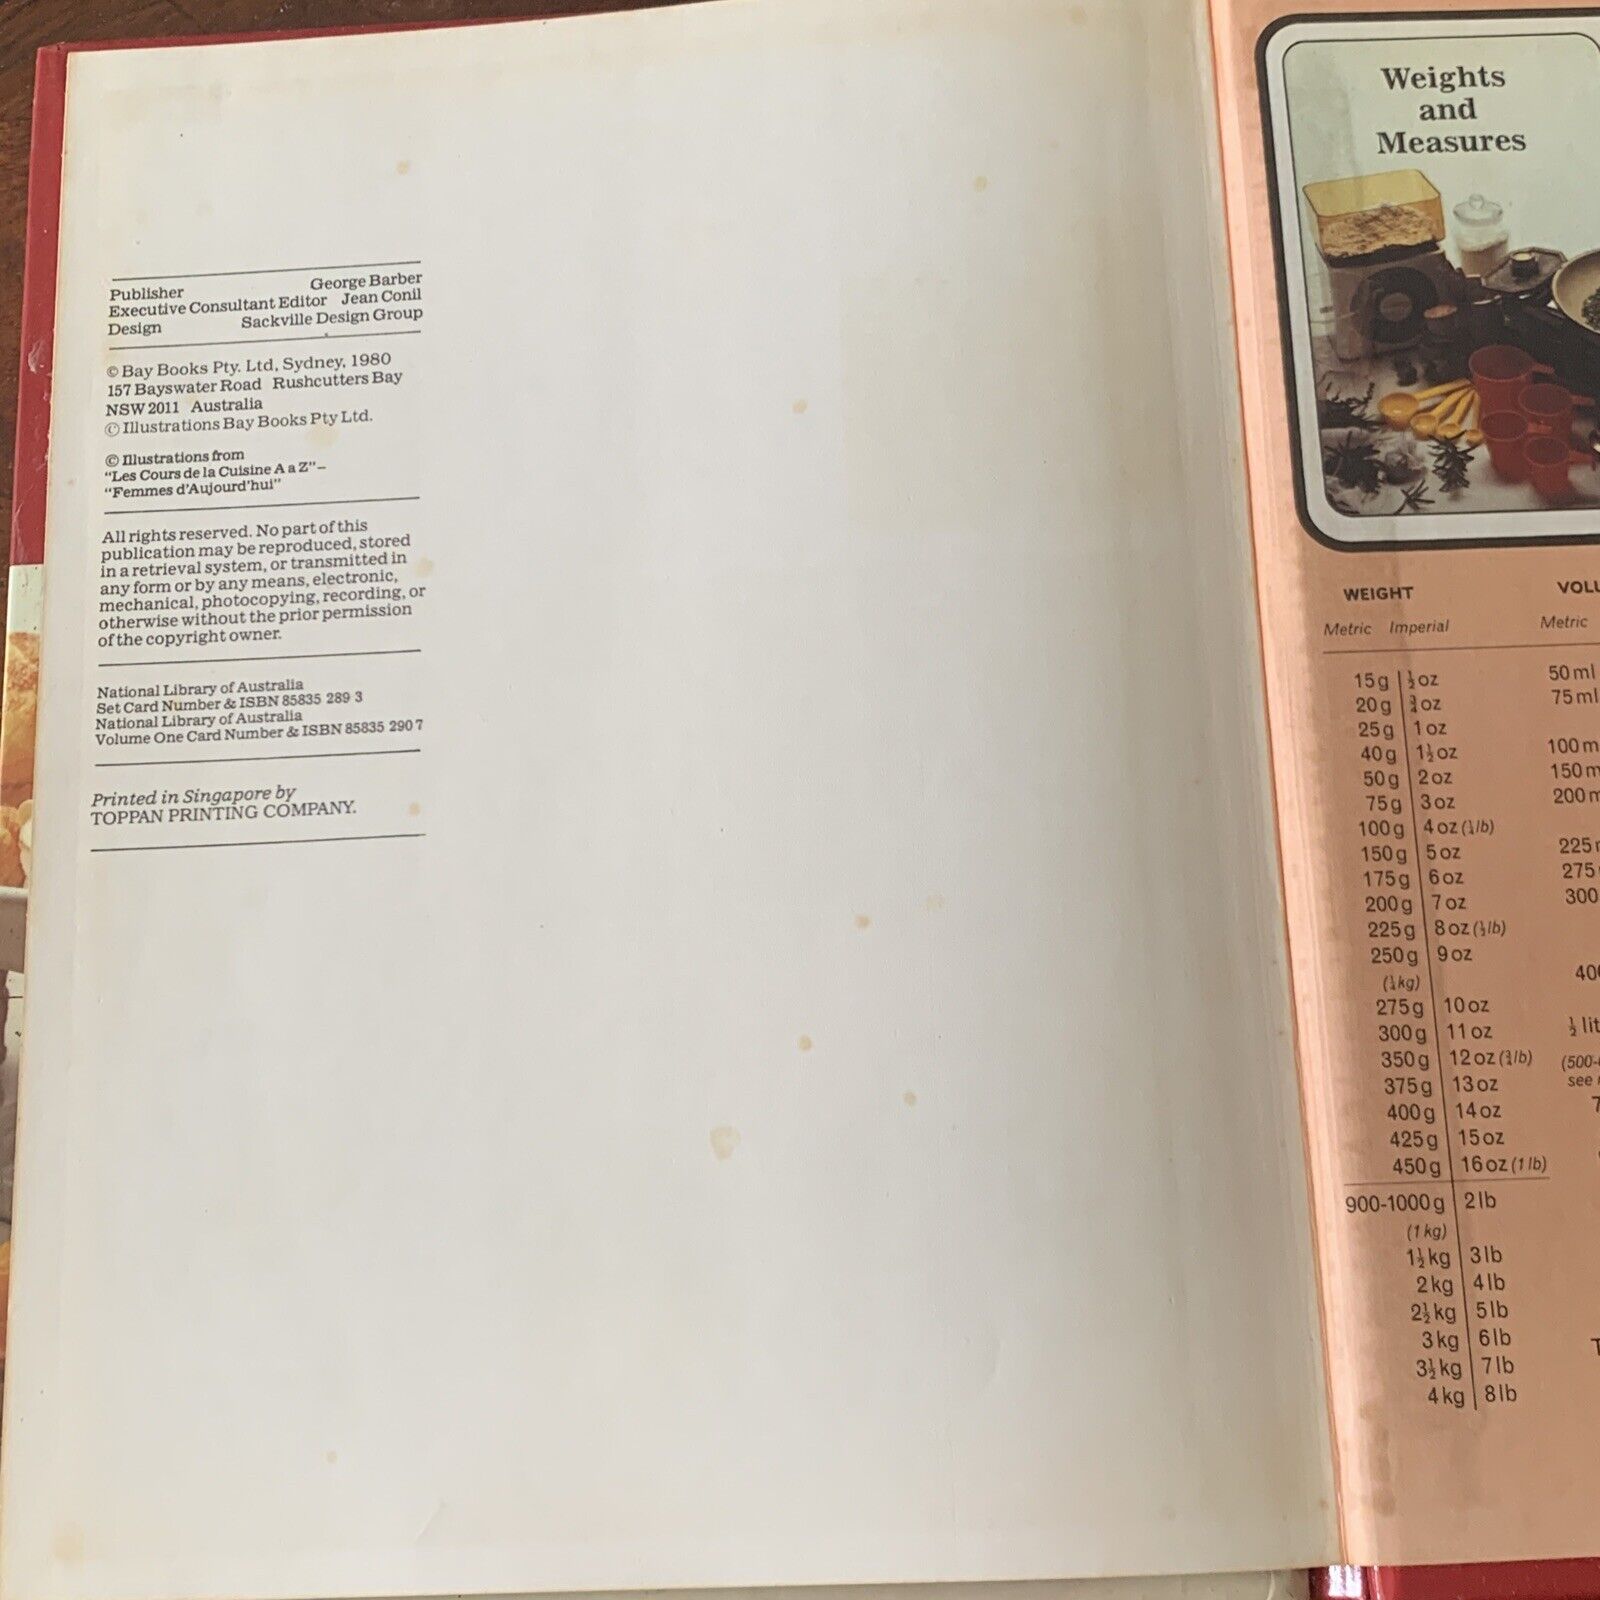 Publisher George Barber
Executive Consultant Editor Jean Conil
Design Sackville Design Group
© Bay Books Pty. Ltd, Sydney, 1980
157 Bayswater Road Rushcutters Bay
NSW 2011 Australia
© Illustrations Bay Books Pty Ltd.
© Illustrations from
"Les Cours de la Cuisine A a Z"–
"Femmes d'Aujourd'hui"
All rights reserved. No part of this
publication may be reproduced, stored
in a retrieval system, or transmitted in
any form or by any means, electronic,
mechanical, photocopying, recording, or
otherwise without the prior permission
of the copyright owner.
National Library of Australia
Set Card Number & ISBN 85835 289 3
National Library of Australia
Volume One Card Number & ISBN 85835 290 7
Printed in Singapore by
TOPPAN PRINTING COMPANY.
Weights
and
Measures
WEIGHT
Metric Imperial
15g ½oz
20g ¾oz
25g 1oz
40g 1½oz
50g 2oz
75g 3oz
100g 4oz (¼lb)
150g 5oz
175g 6oz
200g 7oz
225g 8oz (½lb)
250g 9oz
(¼kg)
275g 10oz
300g 11oz
350g 12oz (¾lb)
375g 13oz
400g 14oz
425g 15oz
450g 16oz (1lb)
900-1000g 2lb
(1kg)
1½kg 3lb
2kg 4lb
2½kg 5lb
3kg 6lb
3½kg 7lb
4kg 8lb
VOLU
Metric
50ml
75ml
100m
150m
200m
225
275
300
400
½ lit
(500-
see